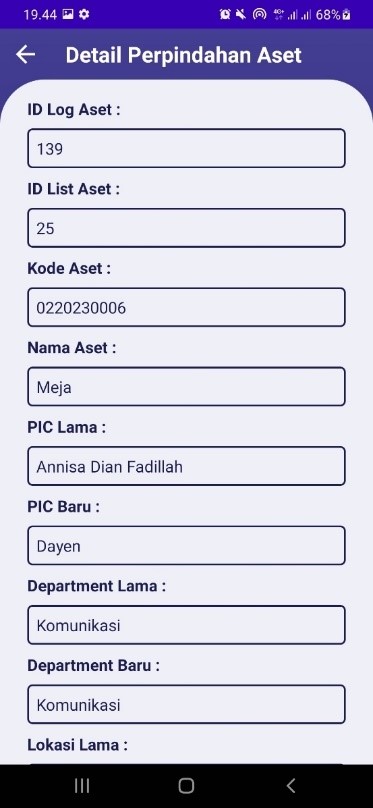 19.44 68%
Detail Perpindahan Aset
ID Log Aset :
139
ID List Aset :
25
Kode Aset :
0220230006
Nama Aset :
Meja
PIC Lama :
Annisa Dian Fadillah
PIC Baru :
Dayen
Department Lama :
Komunikasi
Department Baru :
Komunikasi
Lokasi Lama :